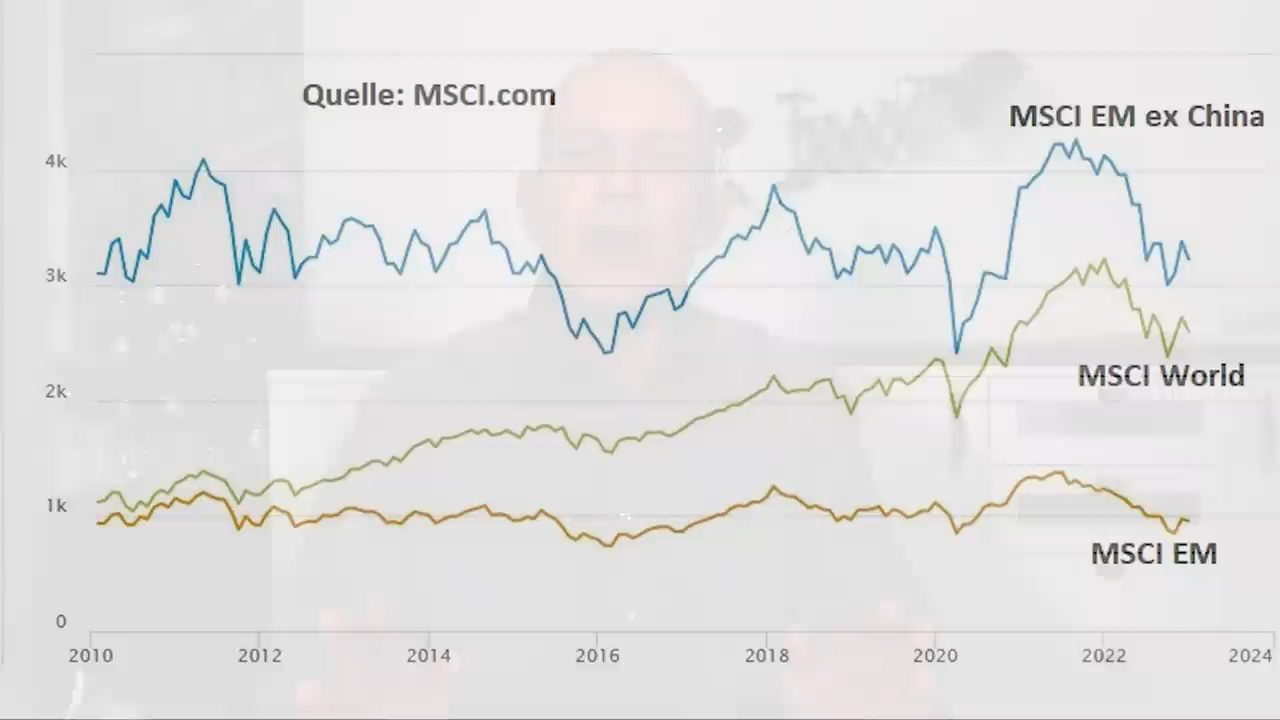 Quelle: MSCI.com
MSCI EM ex China
4k
3k
MSCI World
2k
1k
MSCI EM
0
2010 2012 2014 2016 2018 2020 2022 2024